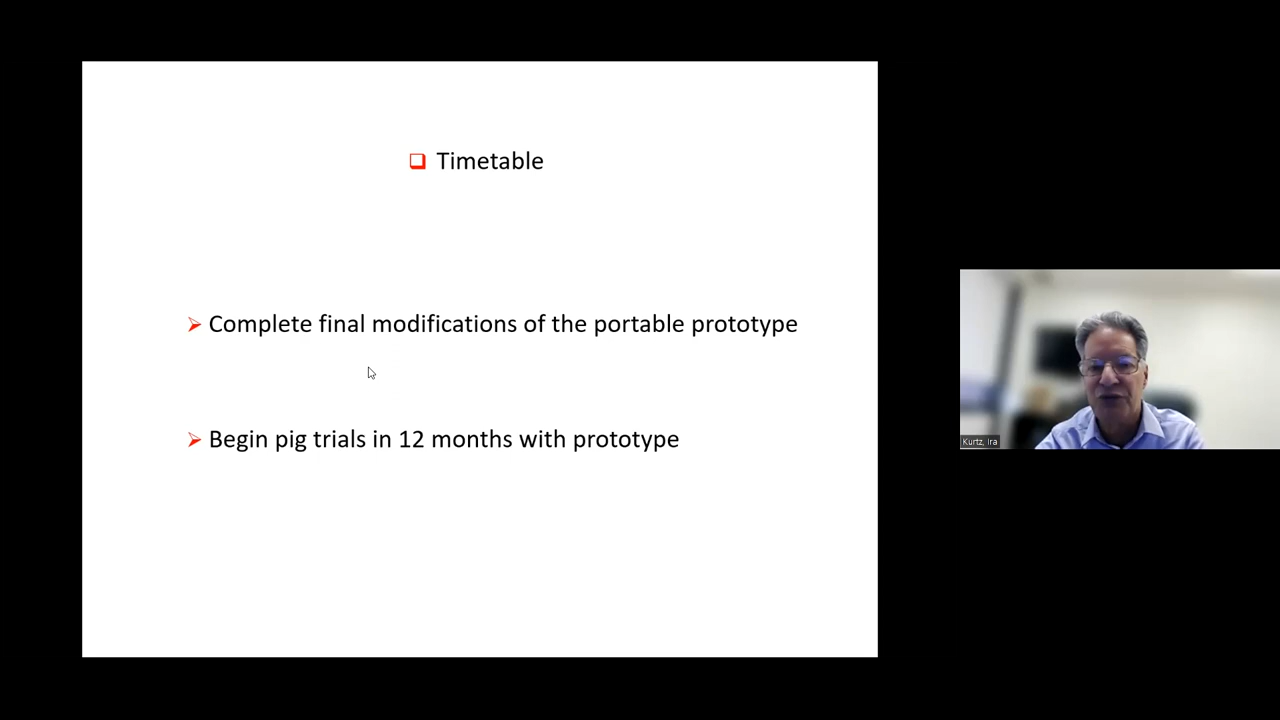 Timetable
Complete final modifications of the portable prototype
Begin pig trials in 12 months with prototype
Kurtz, Ira